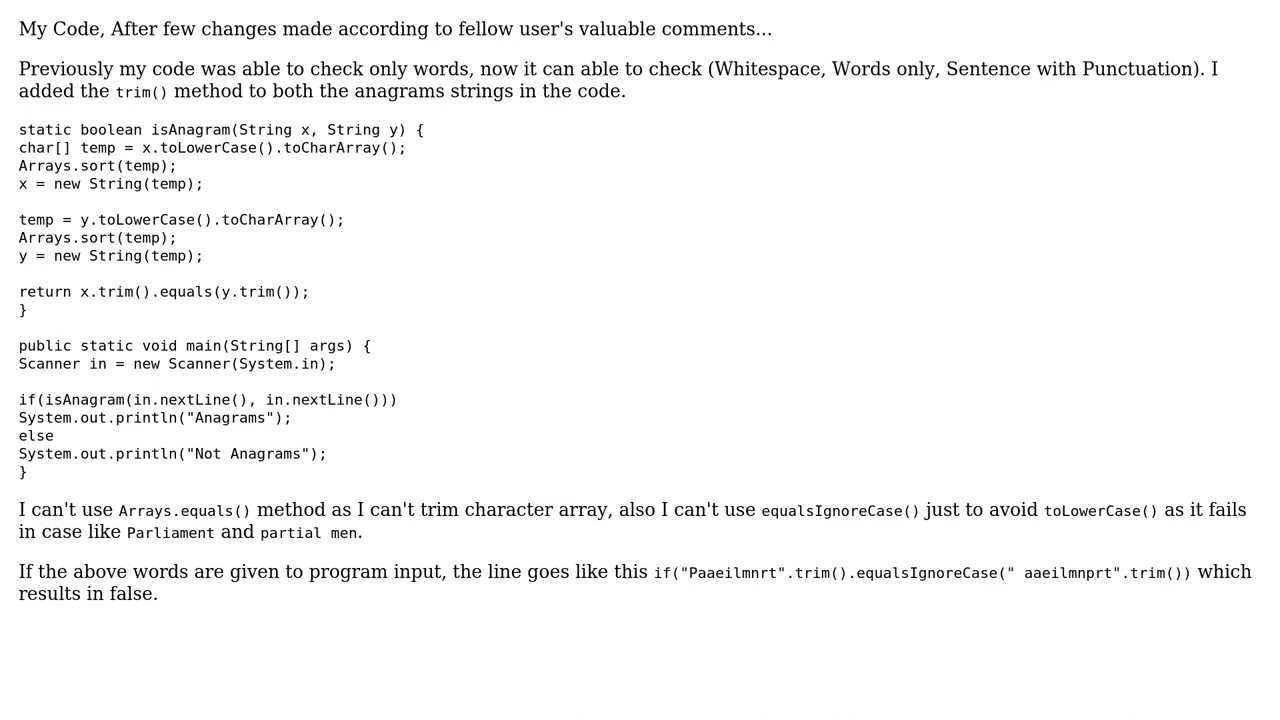 My Code, After few changes made according to fellow user's valuable comments...
Previously my code was able to check only words, now it can able to check (Whitespace, Words only, Sentence with Punctuation). I
added the trim() method to both the anagrams strings in the code.
static boolean isAnagram(String x, String y) {
char[] temp = x.toLowerCase().toCharArray();
Arrays.sort(temp);
x = new String(temp);
temp = y.toLowerCase().toCharArray();
Arrays.sort(temp);
y = new String(temp);
return x.trim().equals(y.trim());
}
public static void main(String[] args) {
Scanner in = new Scanner(System.in);
if(isAnagram(in.nextLine(), in.nextLine()))
System.out.println("Anagrams");
else
System.out.println("Not Anagrams");
}
I can't use Arrays.equals() method as I can't trim character array, also I can't use equalsIgnoreCase() just to avoid toLowerCase() as it fails
in case like Parliament and partial men.
If the above words are given to program input, the line goes like this if("Paaeilmnrt".trim().equalsIgnoreCase(" aaeilmnprt".trim()) which
results in false.